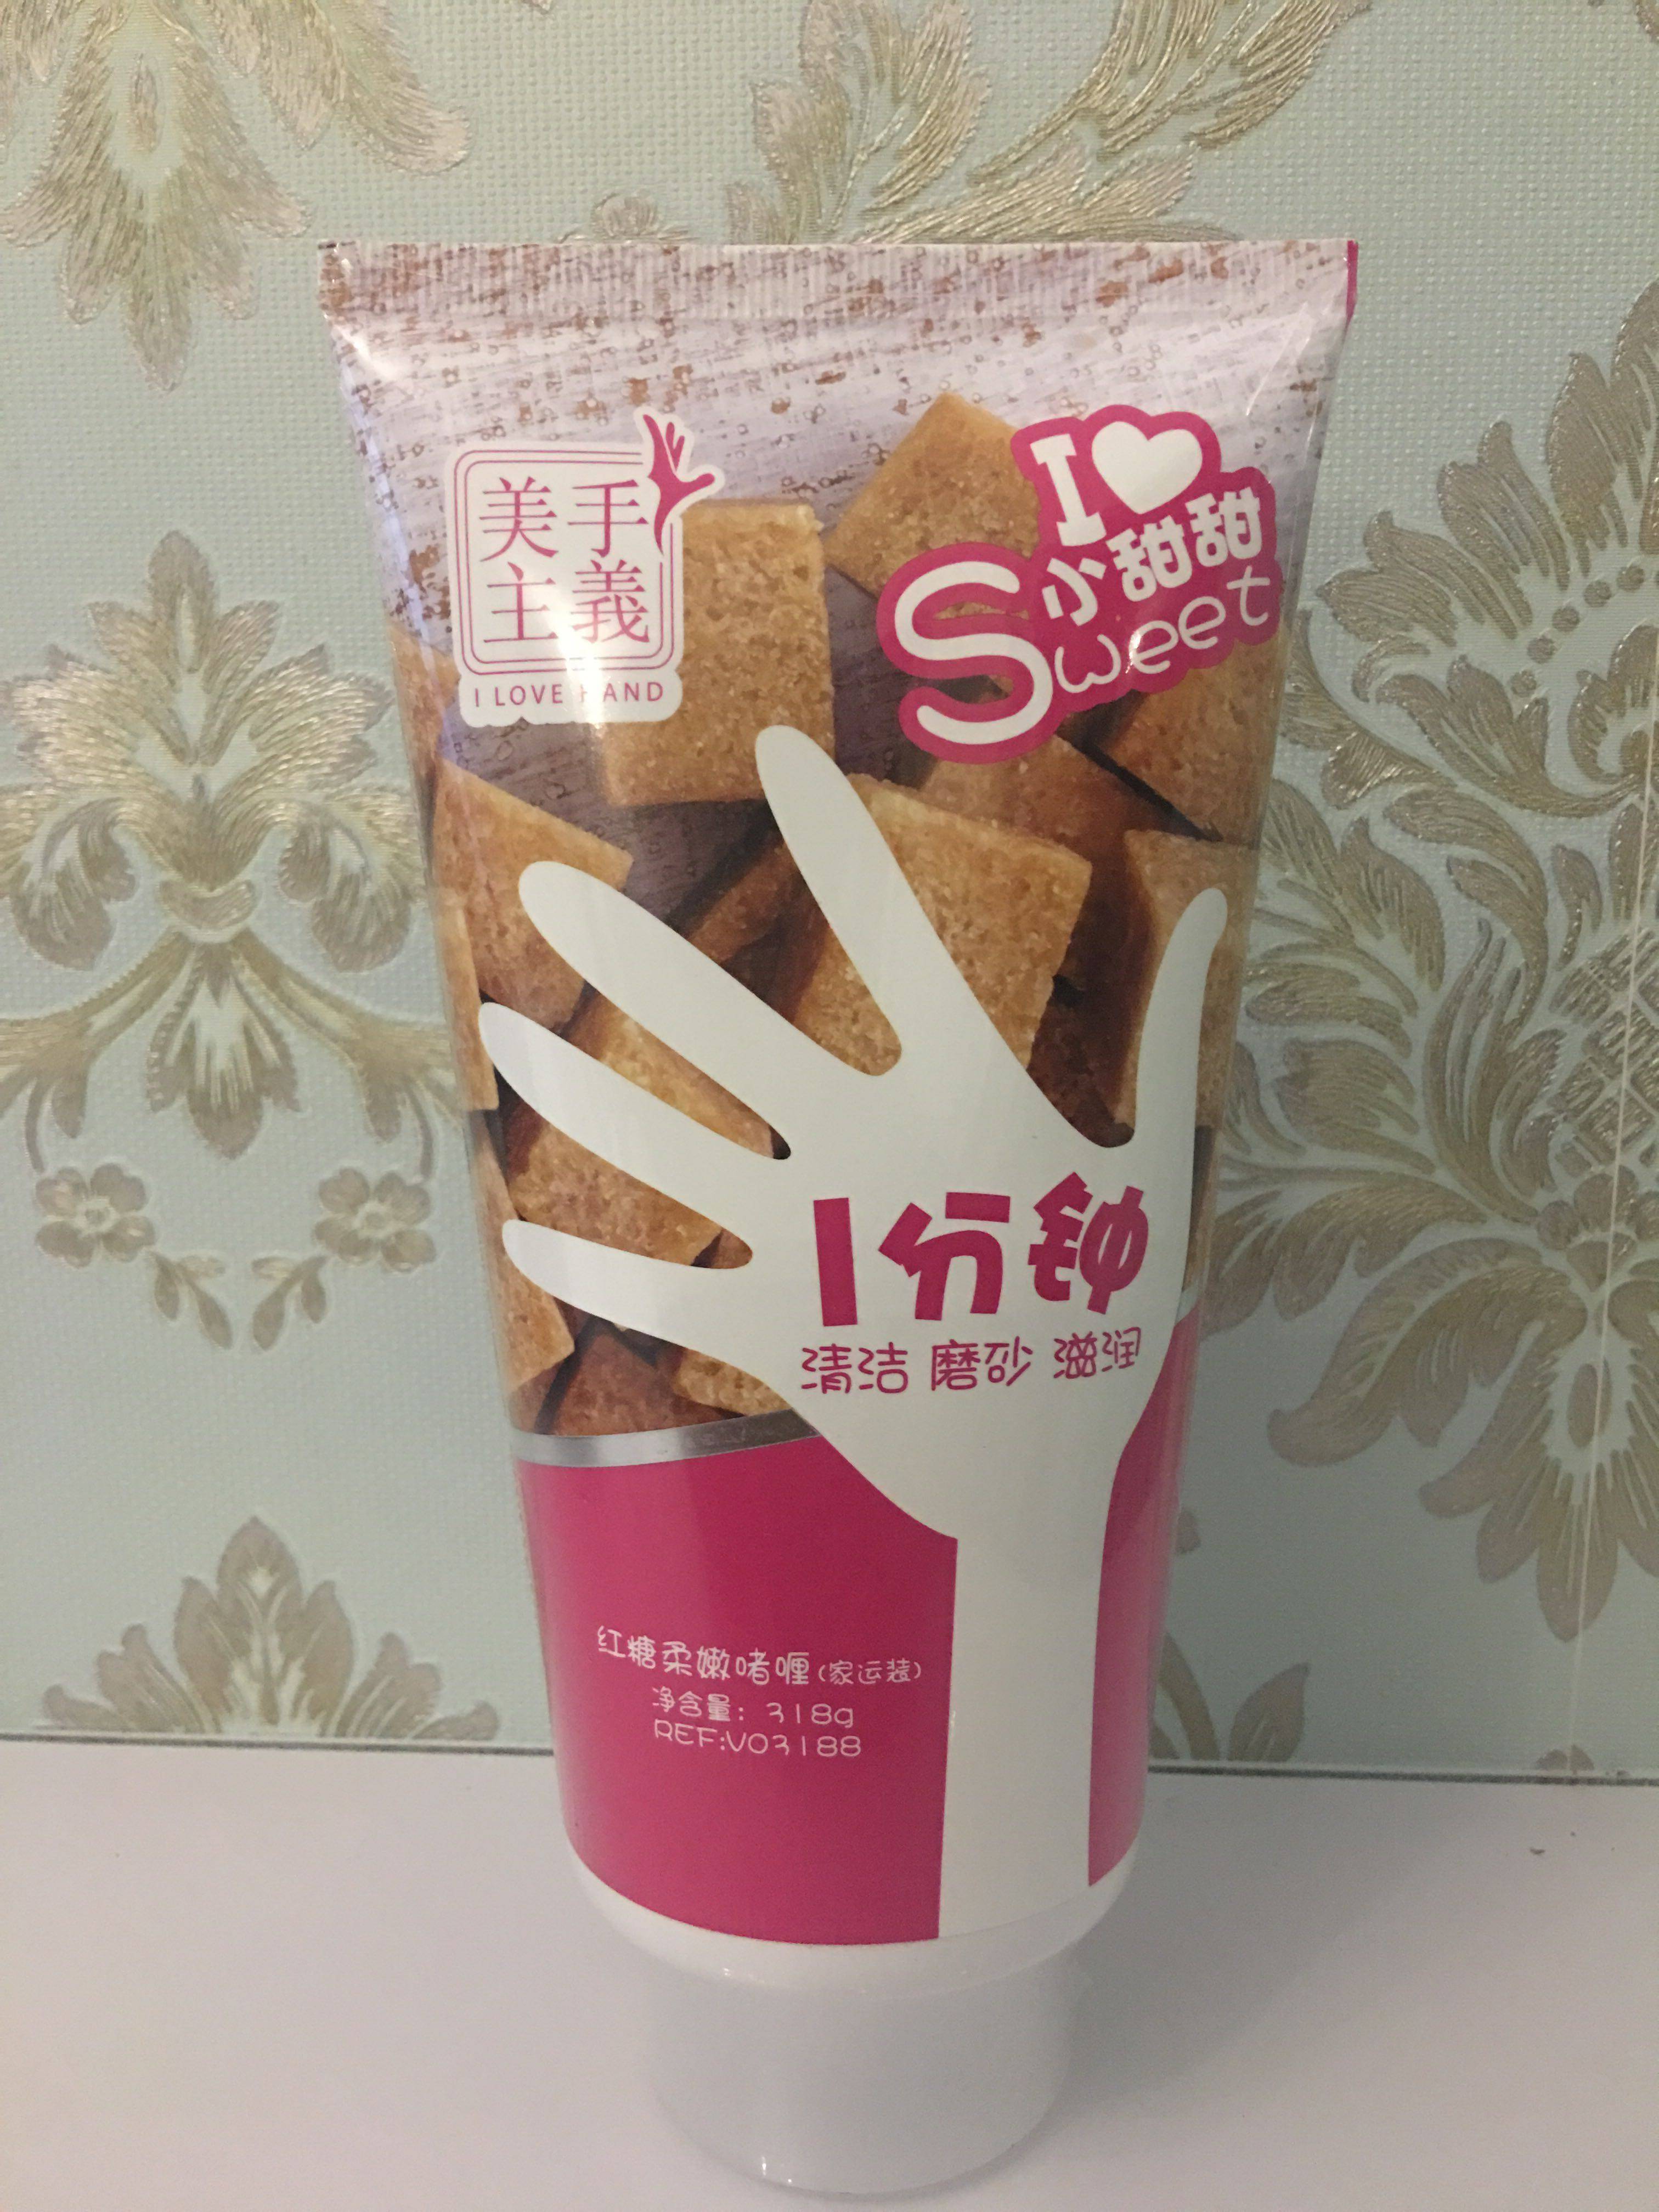 美手
主義
I LOVE HAND
I
小甜甜
Sweet
1分钟
清洁 磨砂 滋润
红糖柔嫩啫喱(家运装)
净含量: 318g
REF:V03188